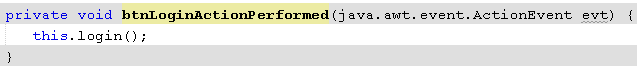 private void btnLoginActionPerformed(java.awt.event.ActionEvent evt) {
    this.login();
}